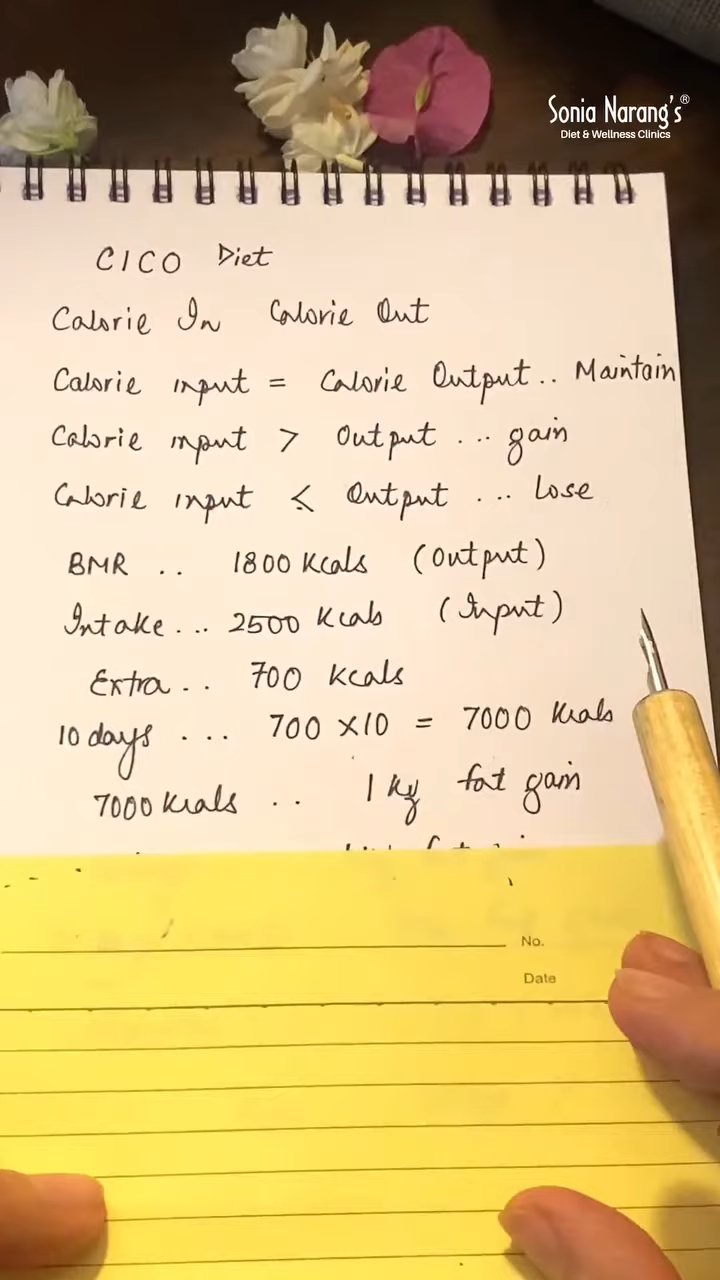 Sonia Narang's®
Diet & Wellness Clinics
CICO Diet
Calorie In Calorie Out
Calorie input = Calorie Output.. Maintain
Calorie input > Output ... gain
Calorie input < Output ... Lose
BMR .. 1800 Kcals (Output)
Intake... 2500 Kcals (Input)
Extra.. 700 Kcals
10 days ... 700 x10 = 7000 Kcals
7000 Kcals .. 1 kg fat gain
No.
Date